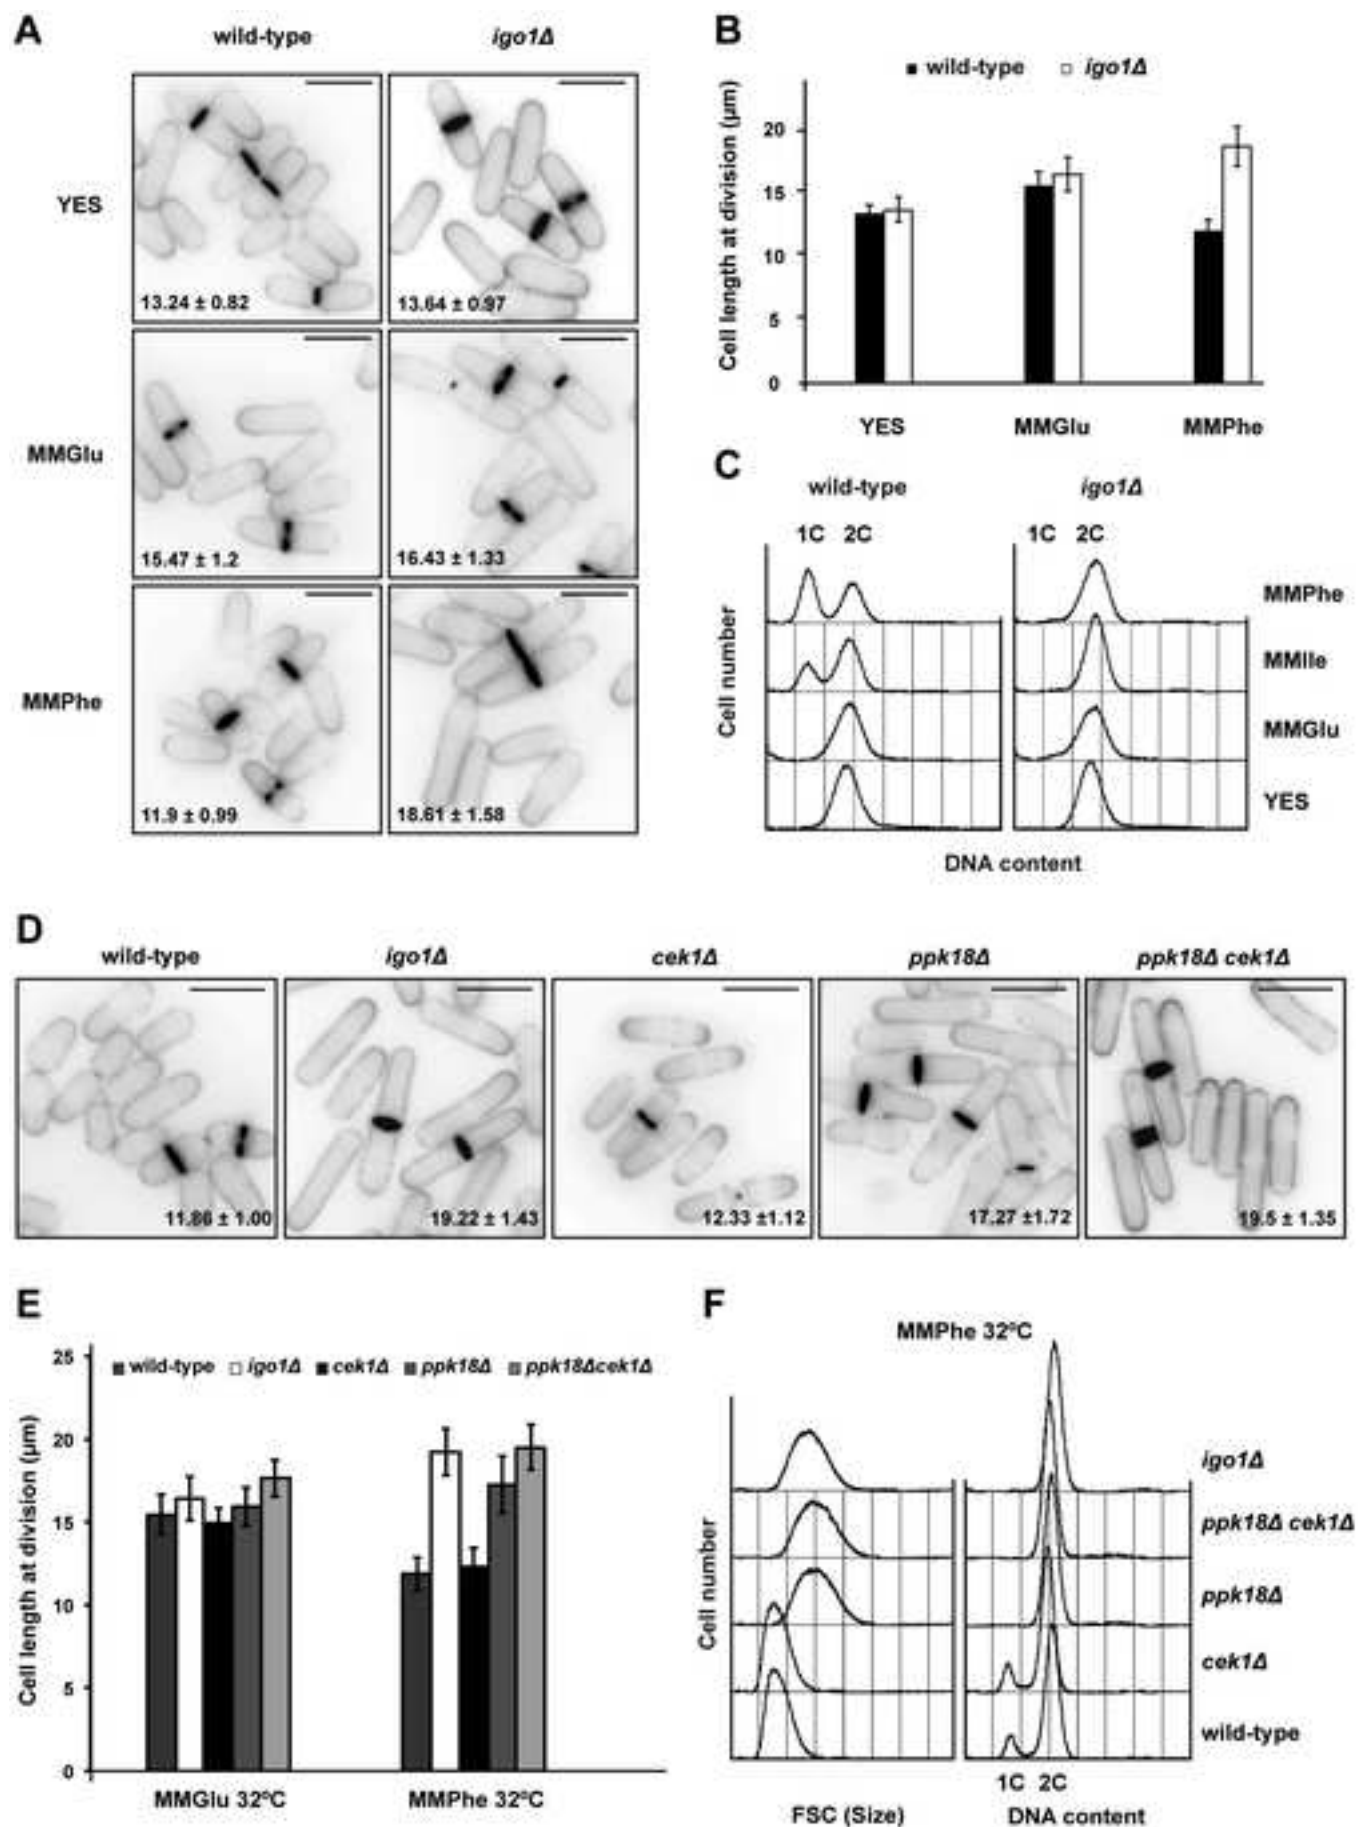 A
wild-type igo1Δ
YES
13.24 ± 0.82 13.64 ± 0.97
MMGlu
15.47 ± 1.2 16.43 ± 1.33
MMPhe
11.9 ± 0.99 18.61 ± 1.58
B
wild-type igo1Δ
Cell length at division (µm)
20
15
10
5
0
YES MMGlu MMPhe
C
wild-type igo1Δ
1C 2C 1C 2C
Cell number
MMPhe
MMIle
MMGlu
YES
DNA content
D
wild-type igo1Δ cek1Δ ppk18Δ ppk18Δ cek1Δ
11.86 ± 1.00 19.22 ± 1.43 12.33 ±1.12 17.27 ±1.72 19.5 ± 1.35
E
Cell length at division (µm)
25
20
15
10
5
0
wild-type igo1Δ cek1Δ ppk18Δ ppk18Δcek1Δ
MMGlu 32ºC MMPhe 32ºC
F
MMPhe 32ºC
Cell number
igo1Δ
ppk18Δ cek1Δ
ppk18Δ
cek1Δ
wild-type
1C 2C
FSC (Size) DNA content